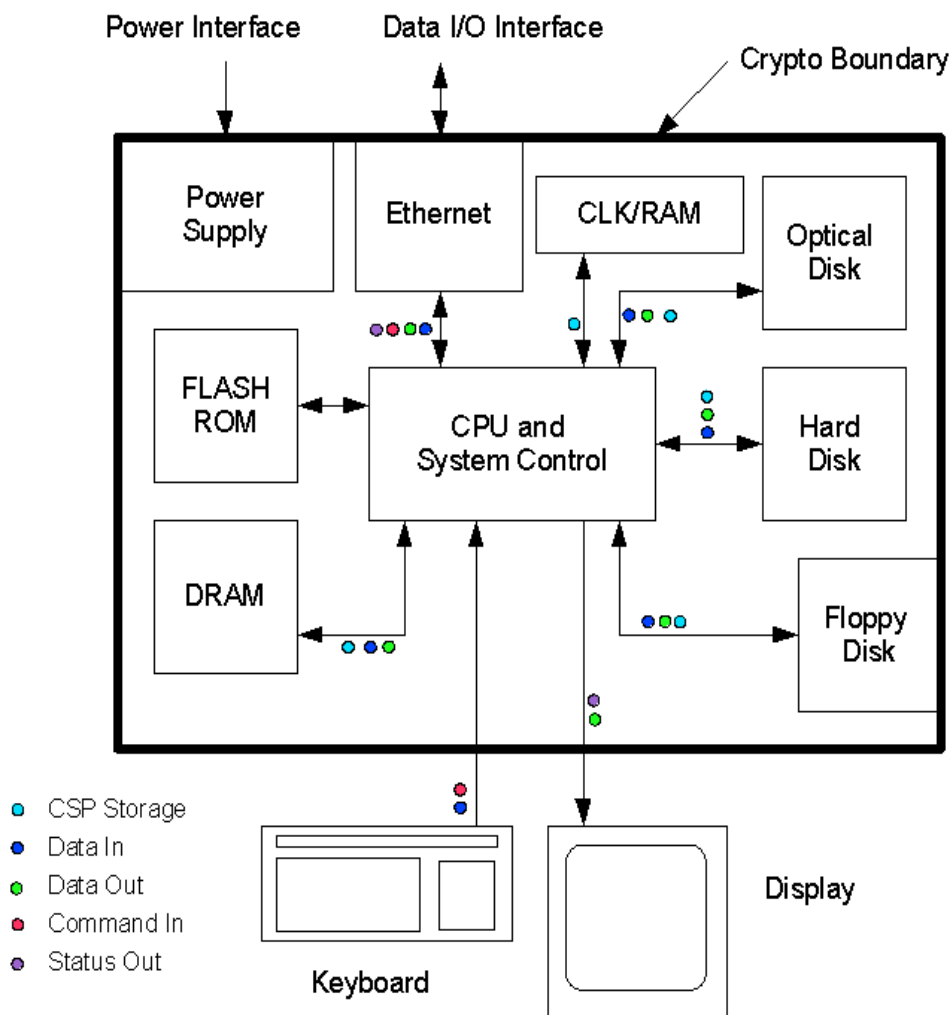 Power Interface
Data I/O Interface
Crypto Boundary
Power
Supply
Ethernet
CLK/RAM
Optical
Disk
FLASH
ROM
CPU and
System Control
Hard
Disk
DRAM
Floppy
Disk
CSP Storage
Data In
Data Out
Command In
Status Out
Keyboard
Display